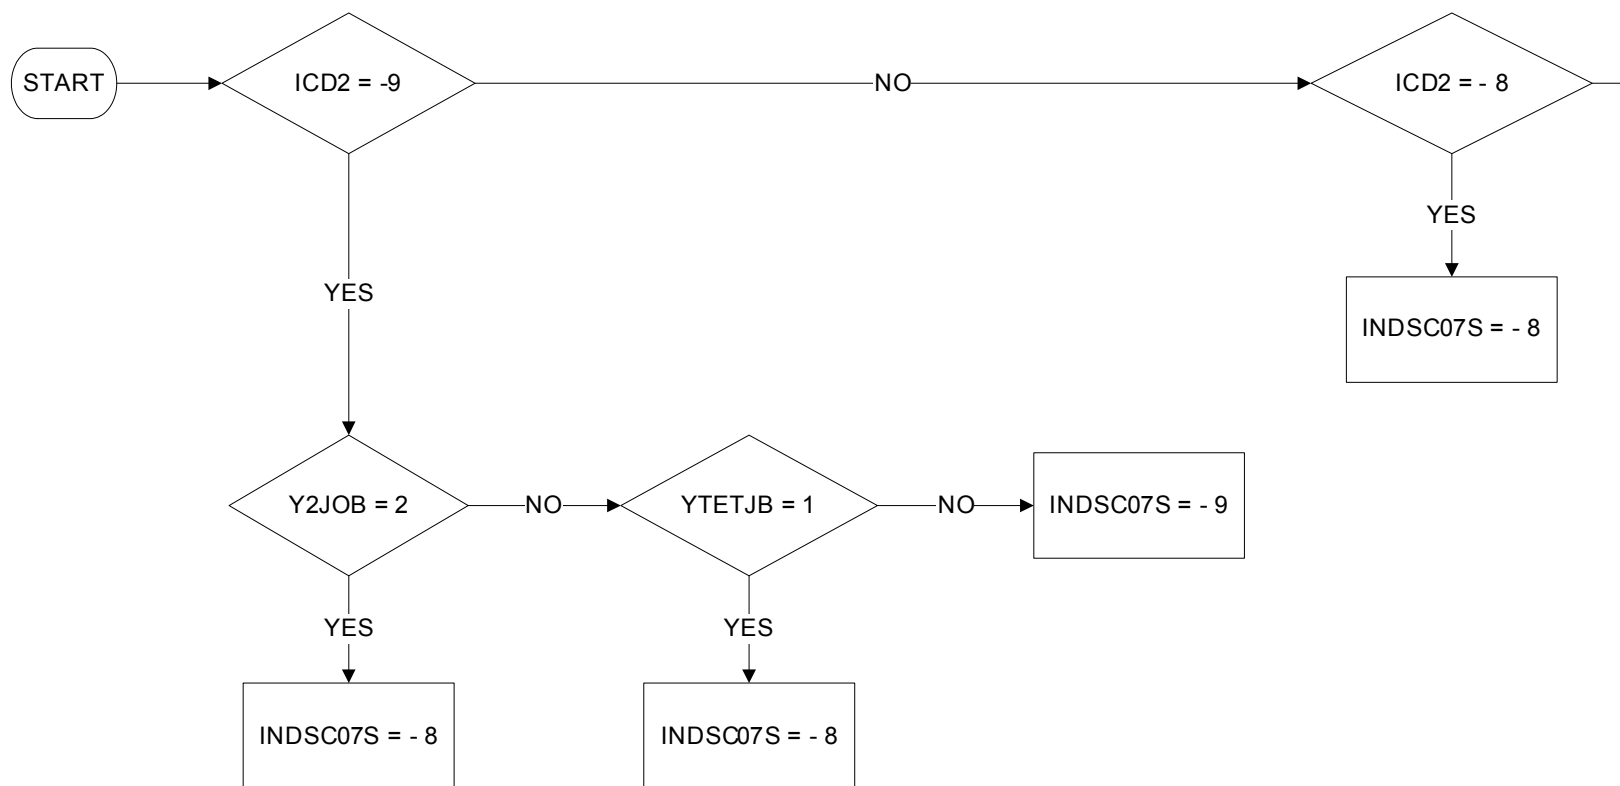 START
ICD2 = -9
NO
ICD2 = - 8
YES
YES
INDSC07S = - 8
Y2JOB = 2
NO
YTETJB = 1
NO
INDSC07S = - 9
YES
YES
INDSC07S = - 8
INDSC07S = - 8